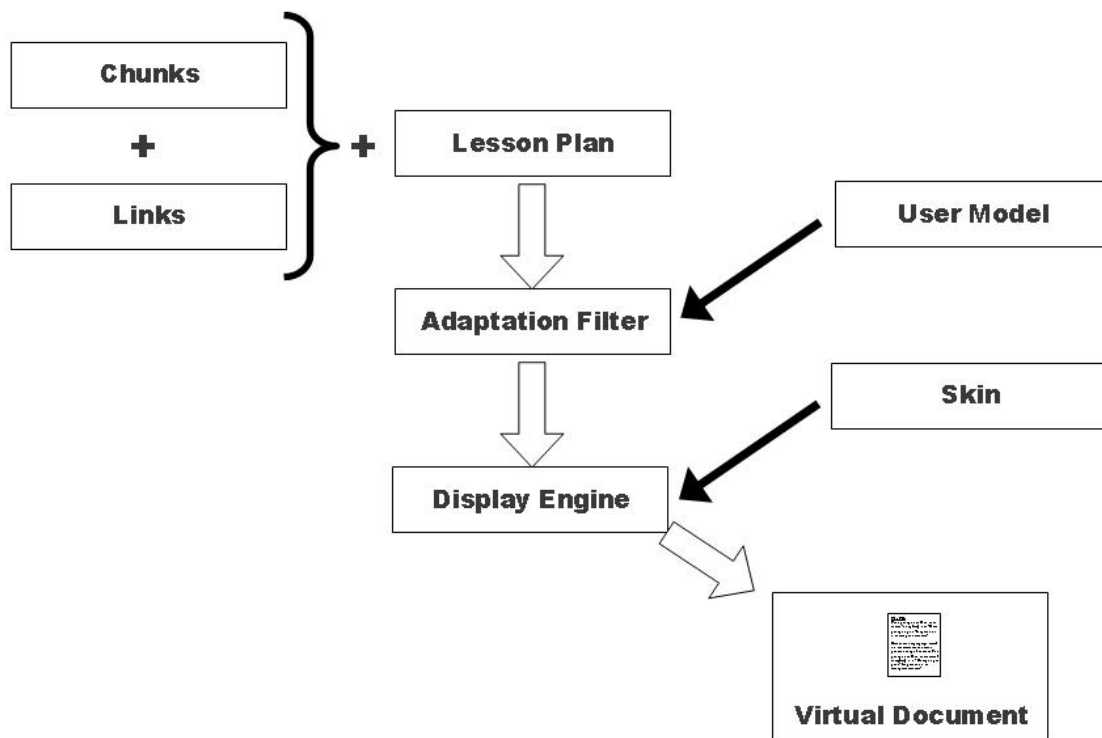 Chunks
+
+
Lesson Plan
Links
User Model
Adaptation Filter
Skin
Display Engine
Virtual Document